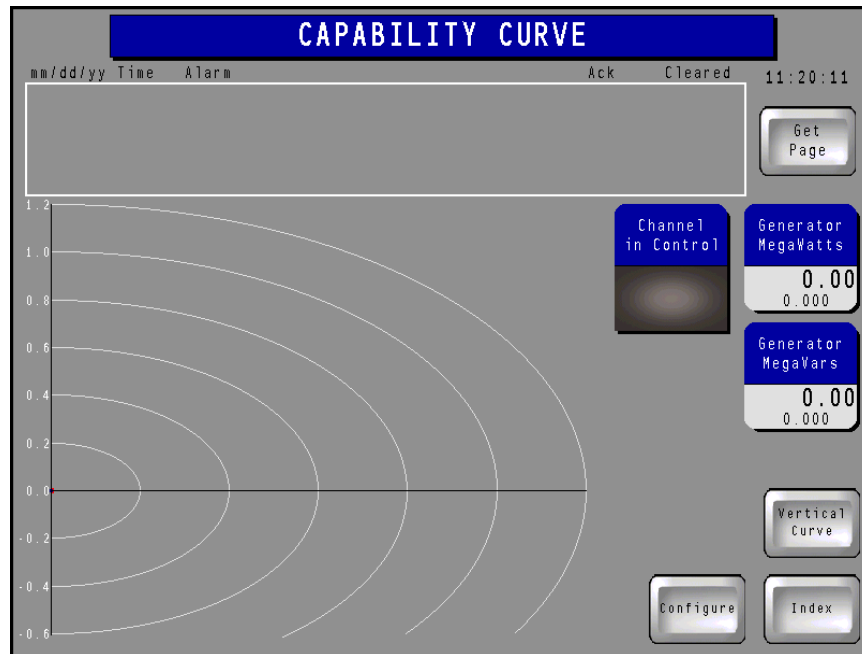 CAPABILITY CURVE
mm/dd/yy Time Alarm Ack Cleared 11:20:11
Get
Page
1.2
1.0
0.8
0.6
0.4
0.2
0.0
-0.2
-0.4
-0.6
Channel
in Control
Generator
MegaWatts
0.00
0.000
Generator
MegaVars
0.00
0.000
Vertical
Curve
Configure
Index